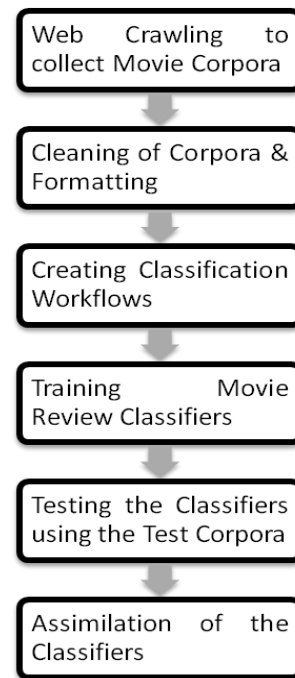 Web Crawling to
collect Movie Corpora
Cleaning of Corpora &
Formatting
Creating Classification
Workflows
Training Movie
Review Classifiers
Testing the Classifiers
using the Test Corpora
Assimilation of the
Classifiers